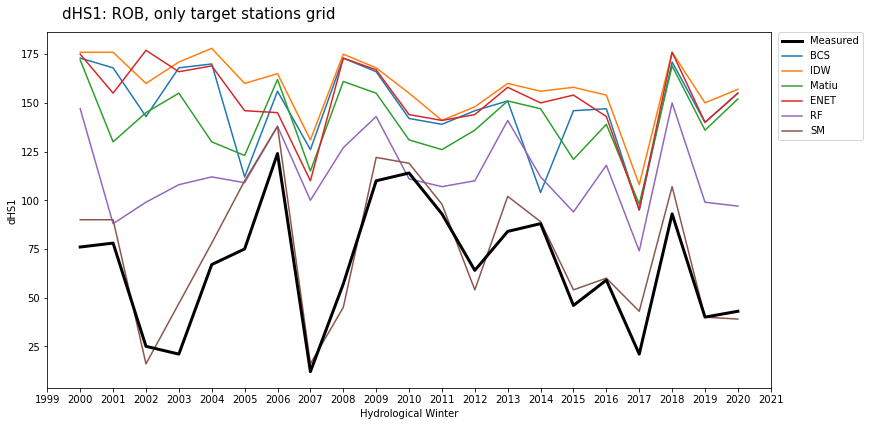 dHS1: ROB, only target stations grid
Measured
BCS
IDW
Matiu
ENET
RF
SM
175
150
125
100
75
50
25
dHS1
1999 2000 2001 2002 2003 2004 2005 2006 2007 2008 2009 2010 2011 2012 2013 2014 2015 2016 2017 2018 2019 2020 2021
Hydrological Winter